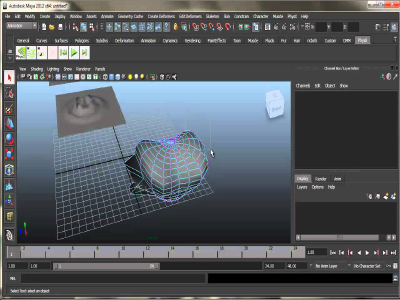 Autodesk Maya 2012 x64: untitled*
File Edit Modify Create Display Window Assets Animate Geometry Cache Create Deformers Edit Deformers Skeleton Skin Constrain Character Muscle Help
Animation
General Curves Surfaces Polygons Subdivs Deformation Animation Dynamics Rendering PaintEffects Toon Muscle Fluids Fur Hair nCloth Custom
View Shading Lighting Show Renderer Panels
Channel Box / Layer Editor
Channels Edit Object Show
Display Render Anim
Layers Options Help
1.00
1.00 1.00 1 24 24.00 48.00 No Anim Layer No Character Set
MEL
Select Tool: select an object